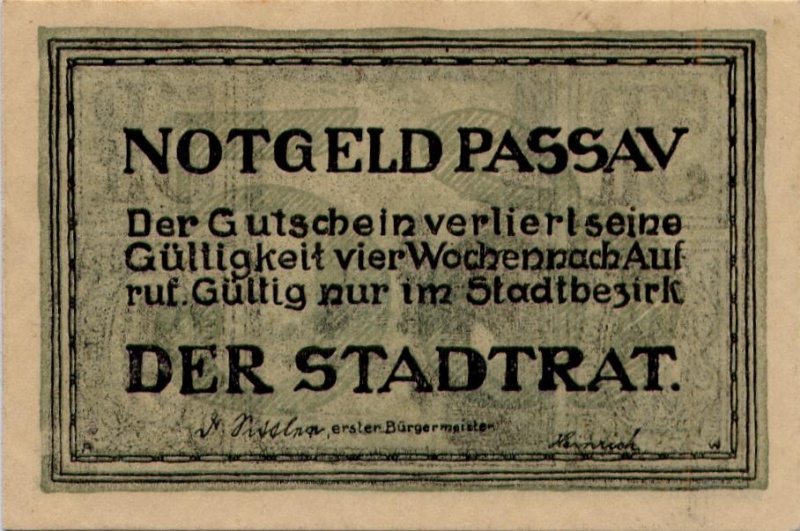 NOTGELD PASSAV
Der Gutschein verliert seine
Gültigkeit vier Wochen nach Auf
ruf. Gültig nur im Stadtbezirk
DER STADTRAT.
erster Bürgermeister
Heinrich